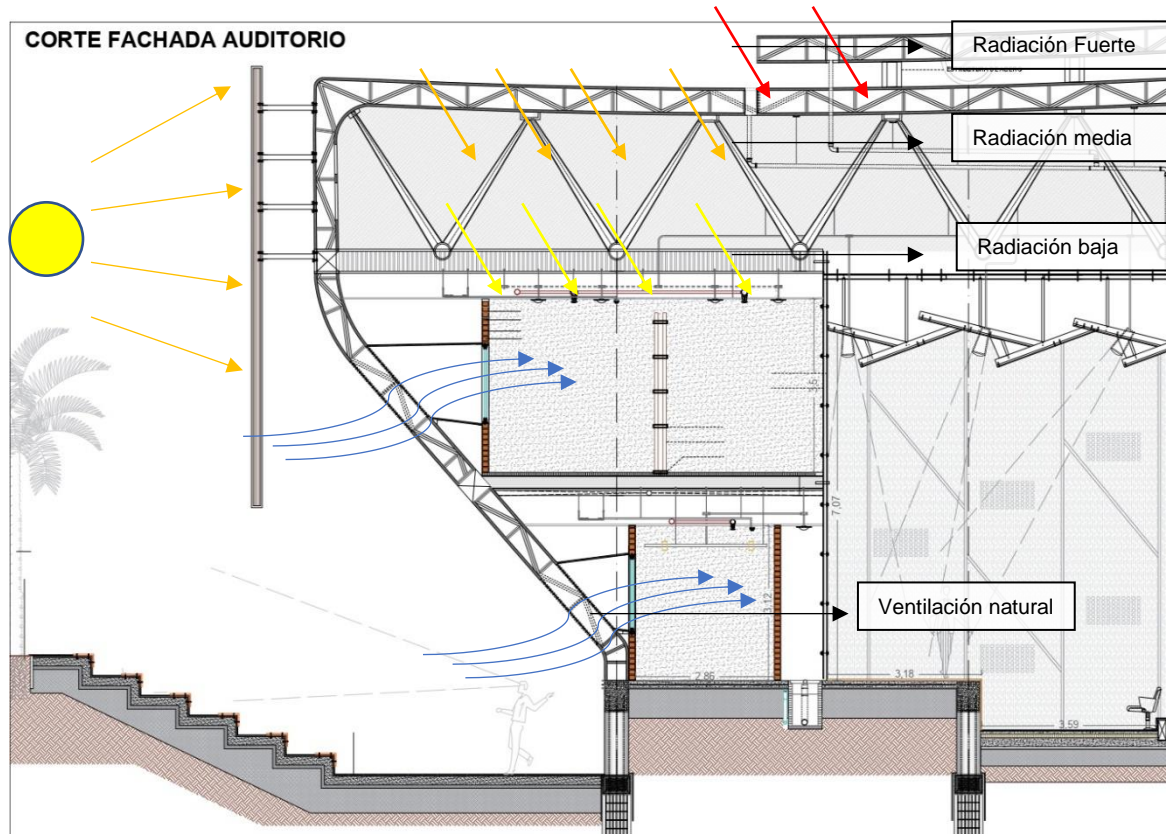 CORTE FACHADA AUDITORIO
Radiación Fuerte
Radiación media
Radiación baja
7,07
Ventilación natural
3,12
2,86
3,18
3,59